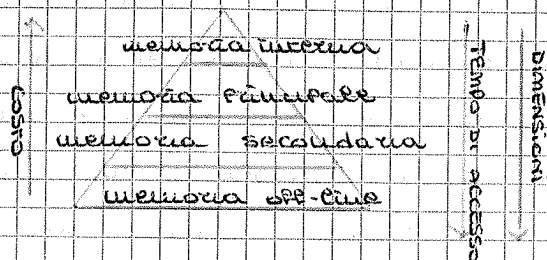 memoria interna
memoria principale
memoria secondaria
memoria off-line
COSTO
TEMPO DI ACCESSO
DIMENSIONI